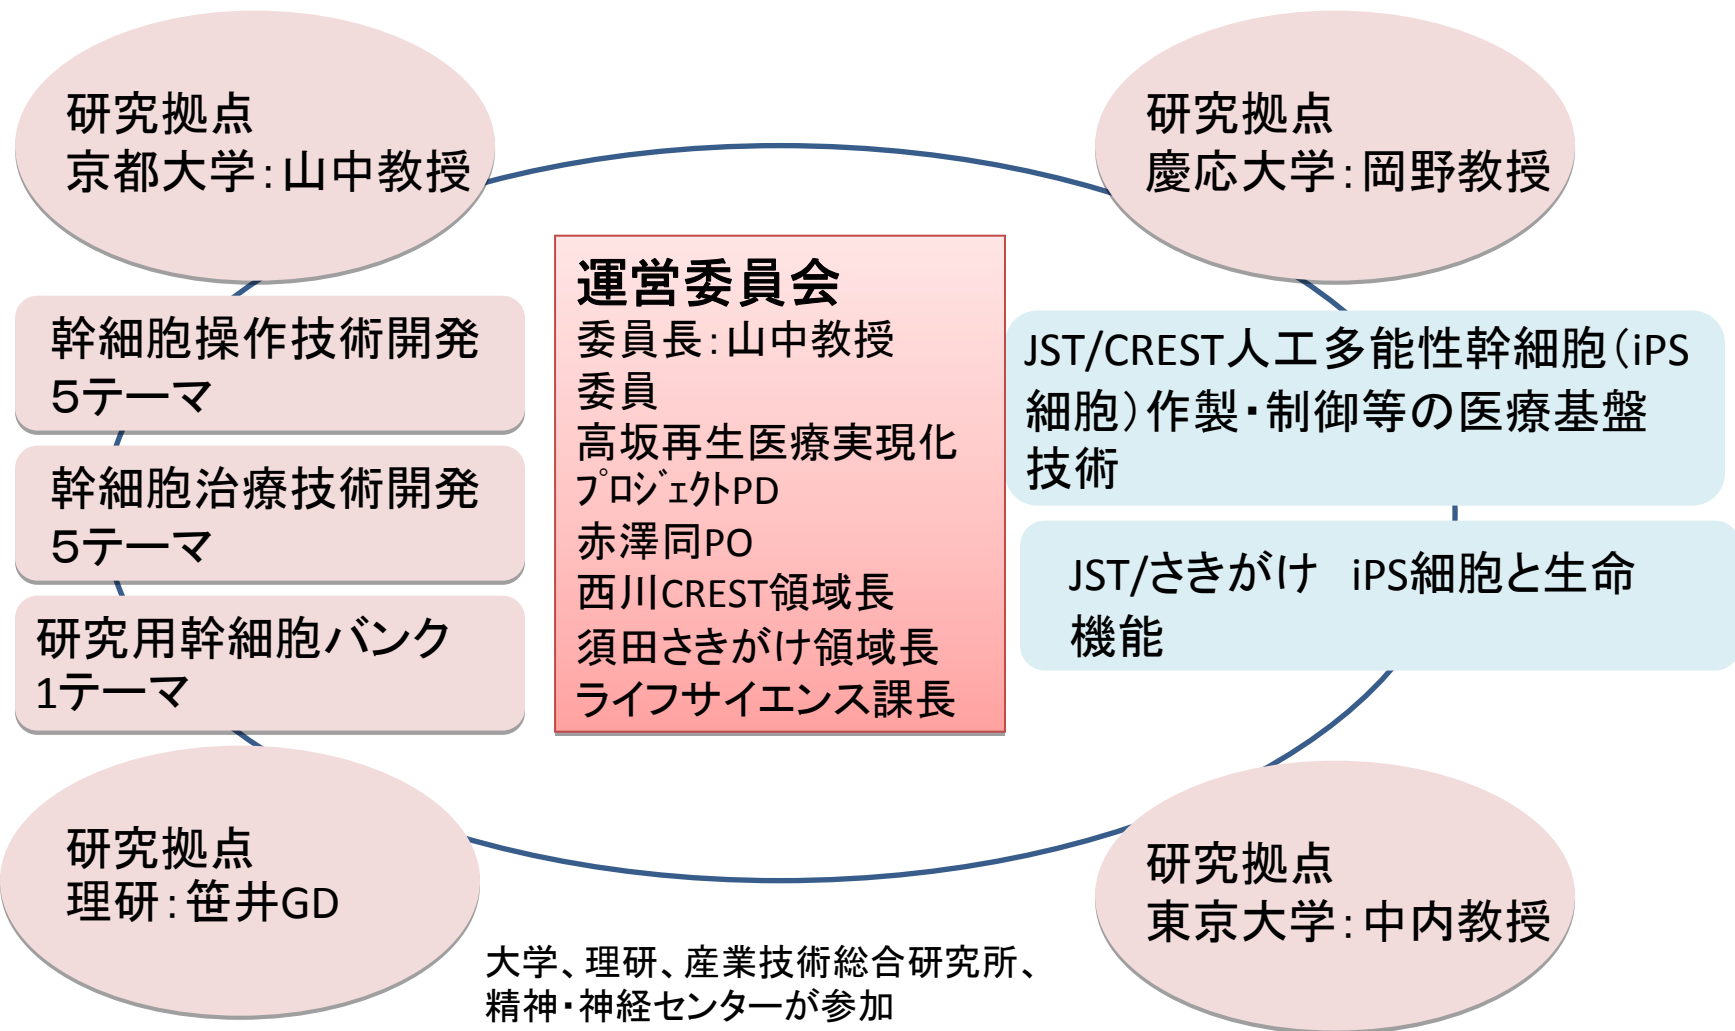 研究拠点
京都大学：山中教授
研究拠点
慶応大学：岡野教授
幹細胞操作技術開発
５テーマ
幹細胞治療技術開発
５テーマ
研究用幹細胞バンク
1テーマ
運営委員会
委員長：山中教授
委員
高坂再生医療実現化
ﾌﾟﾛｼﾞｪｸﾄPD
赤澤同PO
西川CREST領域長
須田さきがけ領域長
ライフサイエンス課長
JST/CREST人工多能性幹細胞（iPS
細胞）作製・制御等の医療基盤
技術
JST/さきがけ　iPS細胞と生命
機能
研究拠点
理研：笹井GD
研究拠点
東京大学：中内教授
大学、理研、産業技術総合研究所、
精神・神経センターが参加